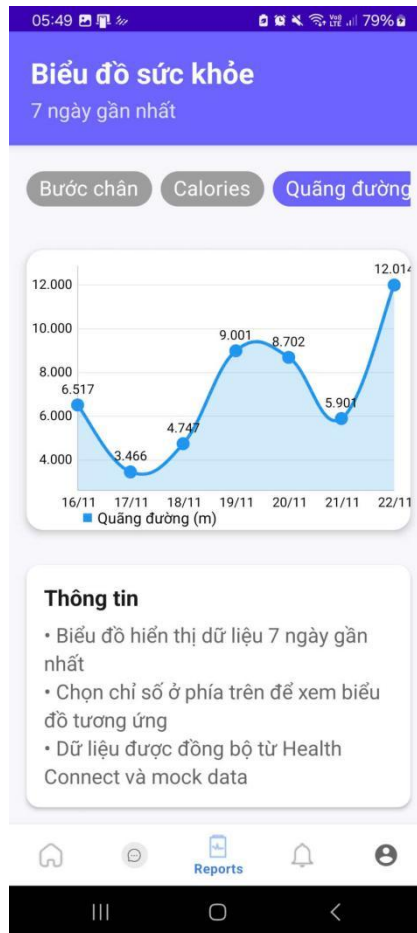 05:49
79%
Biểu đồ sức khỏe
7 ngày gần nhất
Bước chân
Calories
Quãng đường
12.000
10.000
8.000
6.000
4.000
6.517
3.466
4.747
9.001
8.702
5.901
12.014
16/11 17/11 18/11 19/11 20/11 21/11 22/11
Quãng đường (m)
Thông tin
• Biểu đồ hiển thị dữ liệu 7 ngày gần
nhất
• Chọn chỉ số ở phía trên để xem biểu
đồ tương ứng
• Dữ liệu được đồng bộ từ Health
Connect và mock data
Reports